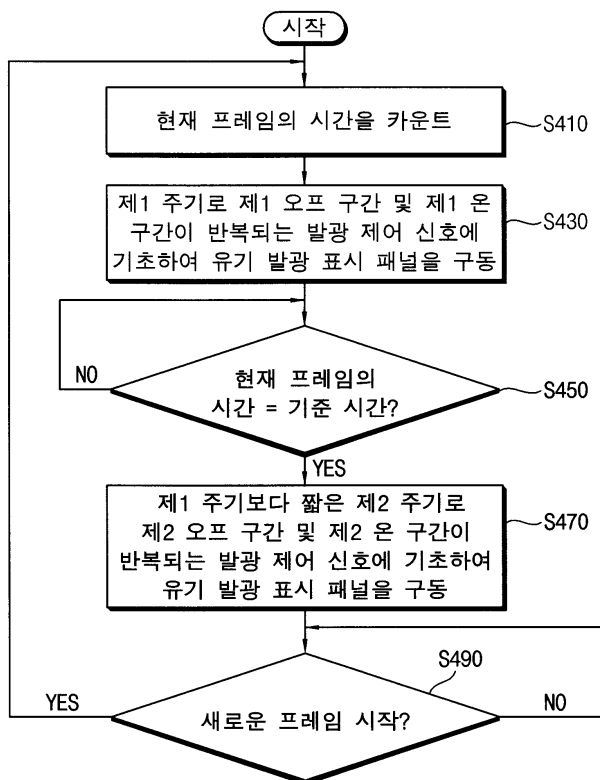 시작
현재 프레임의 시간을 카운트
S410
제1 주기로 제1 오프 구간 및 제1 온
구간이 반복되는 발광 제어 신호에
기초하여 유기 발광 표시 패널을 구동
S430
NO
현재 프레임의
시간 = 기준 시간?
S450
YES
제1 주기보다 짧은 제2 주기로
제2 오프 구간 및 제2 온 구간이
반복되는 발광 제어 신호에 기초하여
유기 발광 표시 패널을 구동
S470
S490
YES
새로운 프레임 시작?
NO